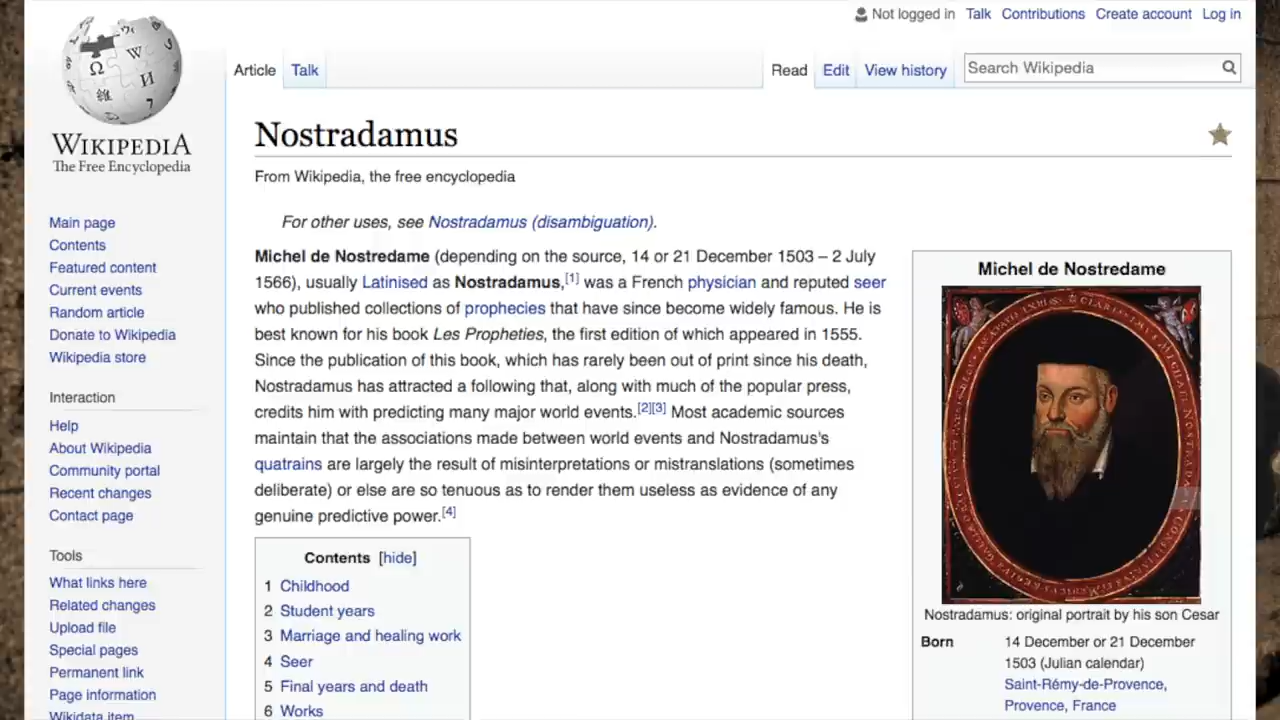 Not logged in Talk Contributions Create account Log in
Article Talk Read Edit View history Search Wikipedia
WIKIPEDIA
The Free Encyclopedia
Main page
Contents
Featured content
Current events
Random article
Donate to Wikipedia
Wikipedia store
Interaction
Help
About Wikipedia
Community portal
Recent changes
Contact page
Tools
What links here
Related changes
Upload file
Special pages
Permanent link
Page information
Wikidata item
Nostradamus
From Wikipedia, the free encyclopedia
For other uses, see Nostradamus (disambiguation).
Michel de Nostredame (depending on the source, 14 or 21 December 1503 – 2 July
1566), usually Latinised as Nostradamus,[1] was a French physician and reputed seer
who published collections of prophecies that have since become widely famous. He is
best known for his book Les Propheties, the first edition of which appeared in 1555.
Since the publication of this book, which has rarely been out of print since his death,
Nostradamus has attracted a following that, along with much of the popular press,
credits him with predicting many major world events.[2][3] Most academic sources
maintain that the associations made between world events and Nostradamus's
quatrains are largely the result of misinterpretations or mistranslations (sometimes
deliberate) or else are so tenuous as to render them useless as evidence of any
genuine predictive power.[4]
Contents [hide]
1 Childhood
2 Student years
3 Marriage and healing work
4 Seer
5 Final years and death
6 Works
Michel de Nostredame
Nostradamus: original portrait by his son Cesar
Born 14 December or 21 December
1503 (Julian calendar)
Saint-Rémy-de-Provence,
Provence, France